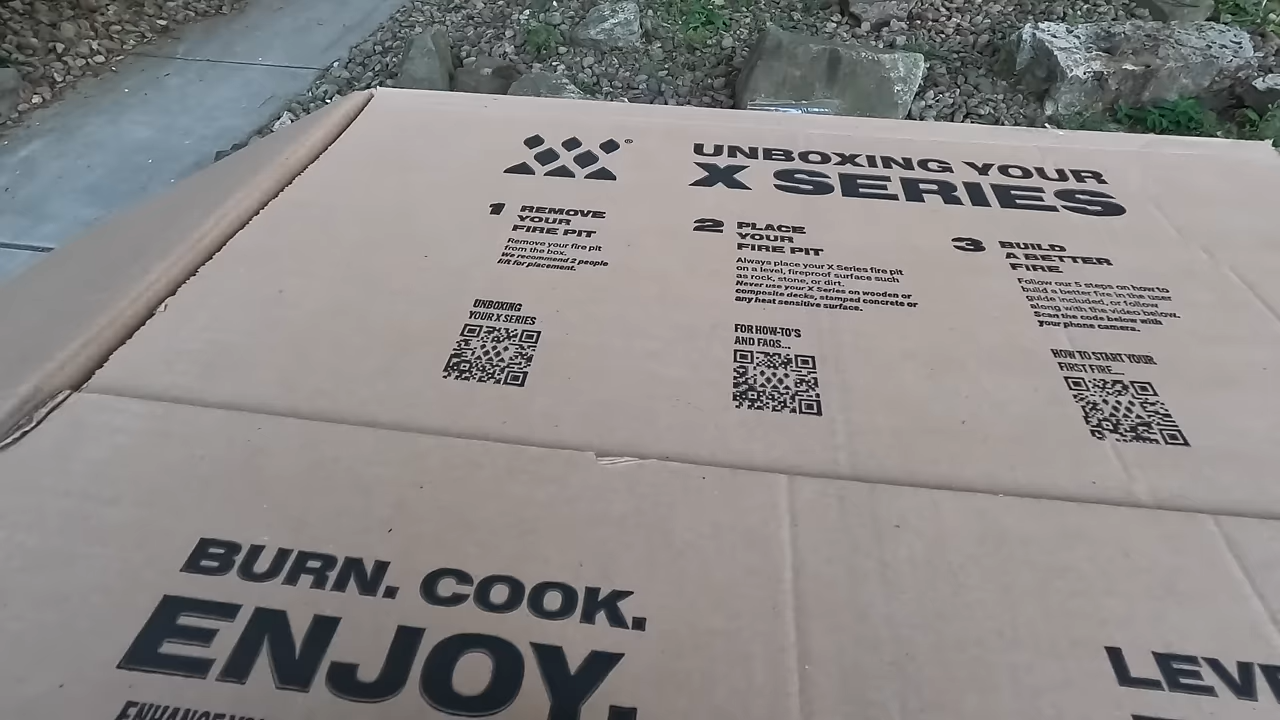 UNBOXING YOUR
X SERIES
1 REMOVE
YOUR
FIRE PIT
Remove your fire pit
from the box.
We recommend 2 people
lift for placement.
UNBOXING
YOUR X SERIES
2 PLACE
YOUR
FIRE PIT
Always place your X Series fire pit
on a level, fireproof surface such
as rock, stone, or dirt.
Never use your X Series on wooden or
composite decks, stamped concrete or
any heat sensitive surface.
FOR HOW-TO'S
AND FAQS...
3 BUILD
A BETTER
FIRE
Follow our 5 steps on how to
build a better fire in the user
guide included, or follow
along with the video below.
Scan the code below with
your phone camera.
HOW TO START YOUR
FIRST FIRE...
BURN. COOK.
ENJOY.